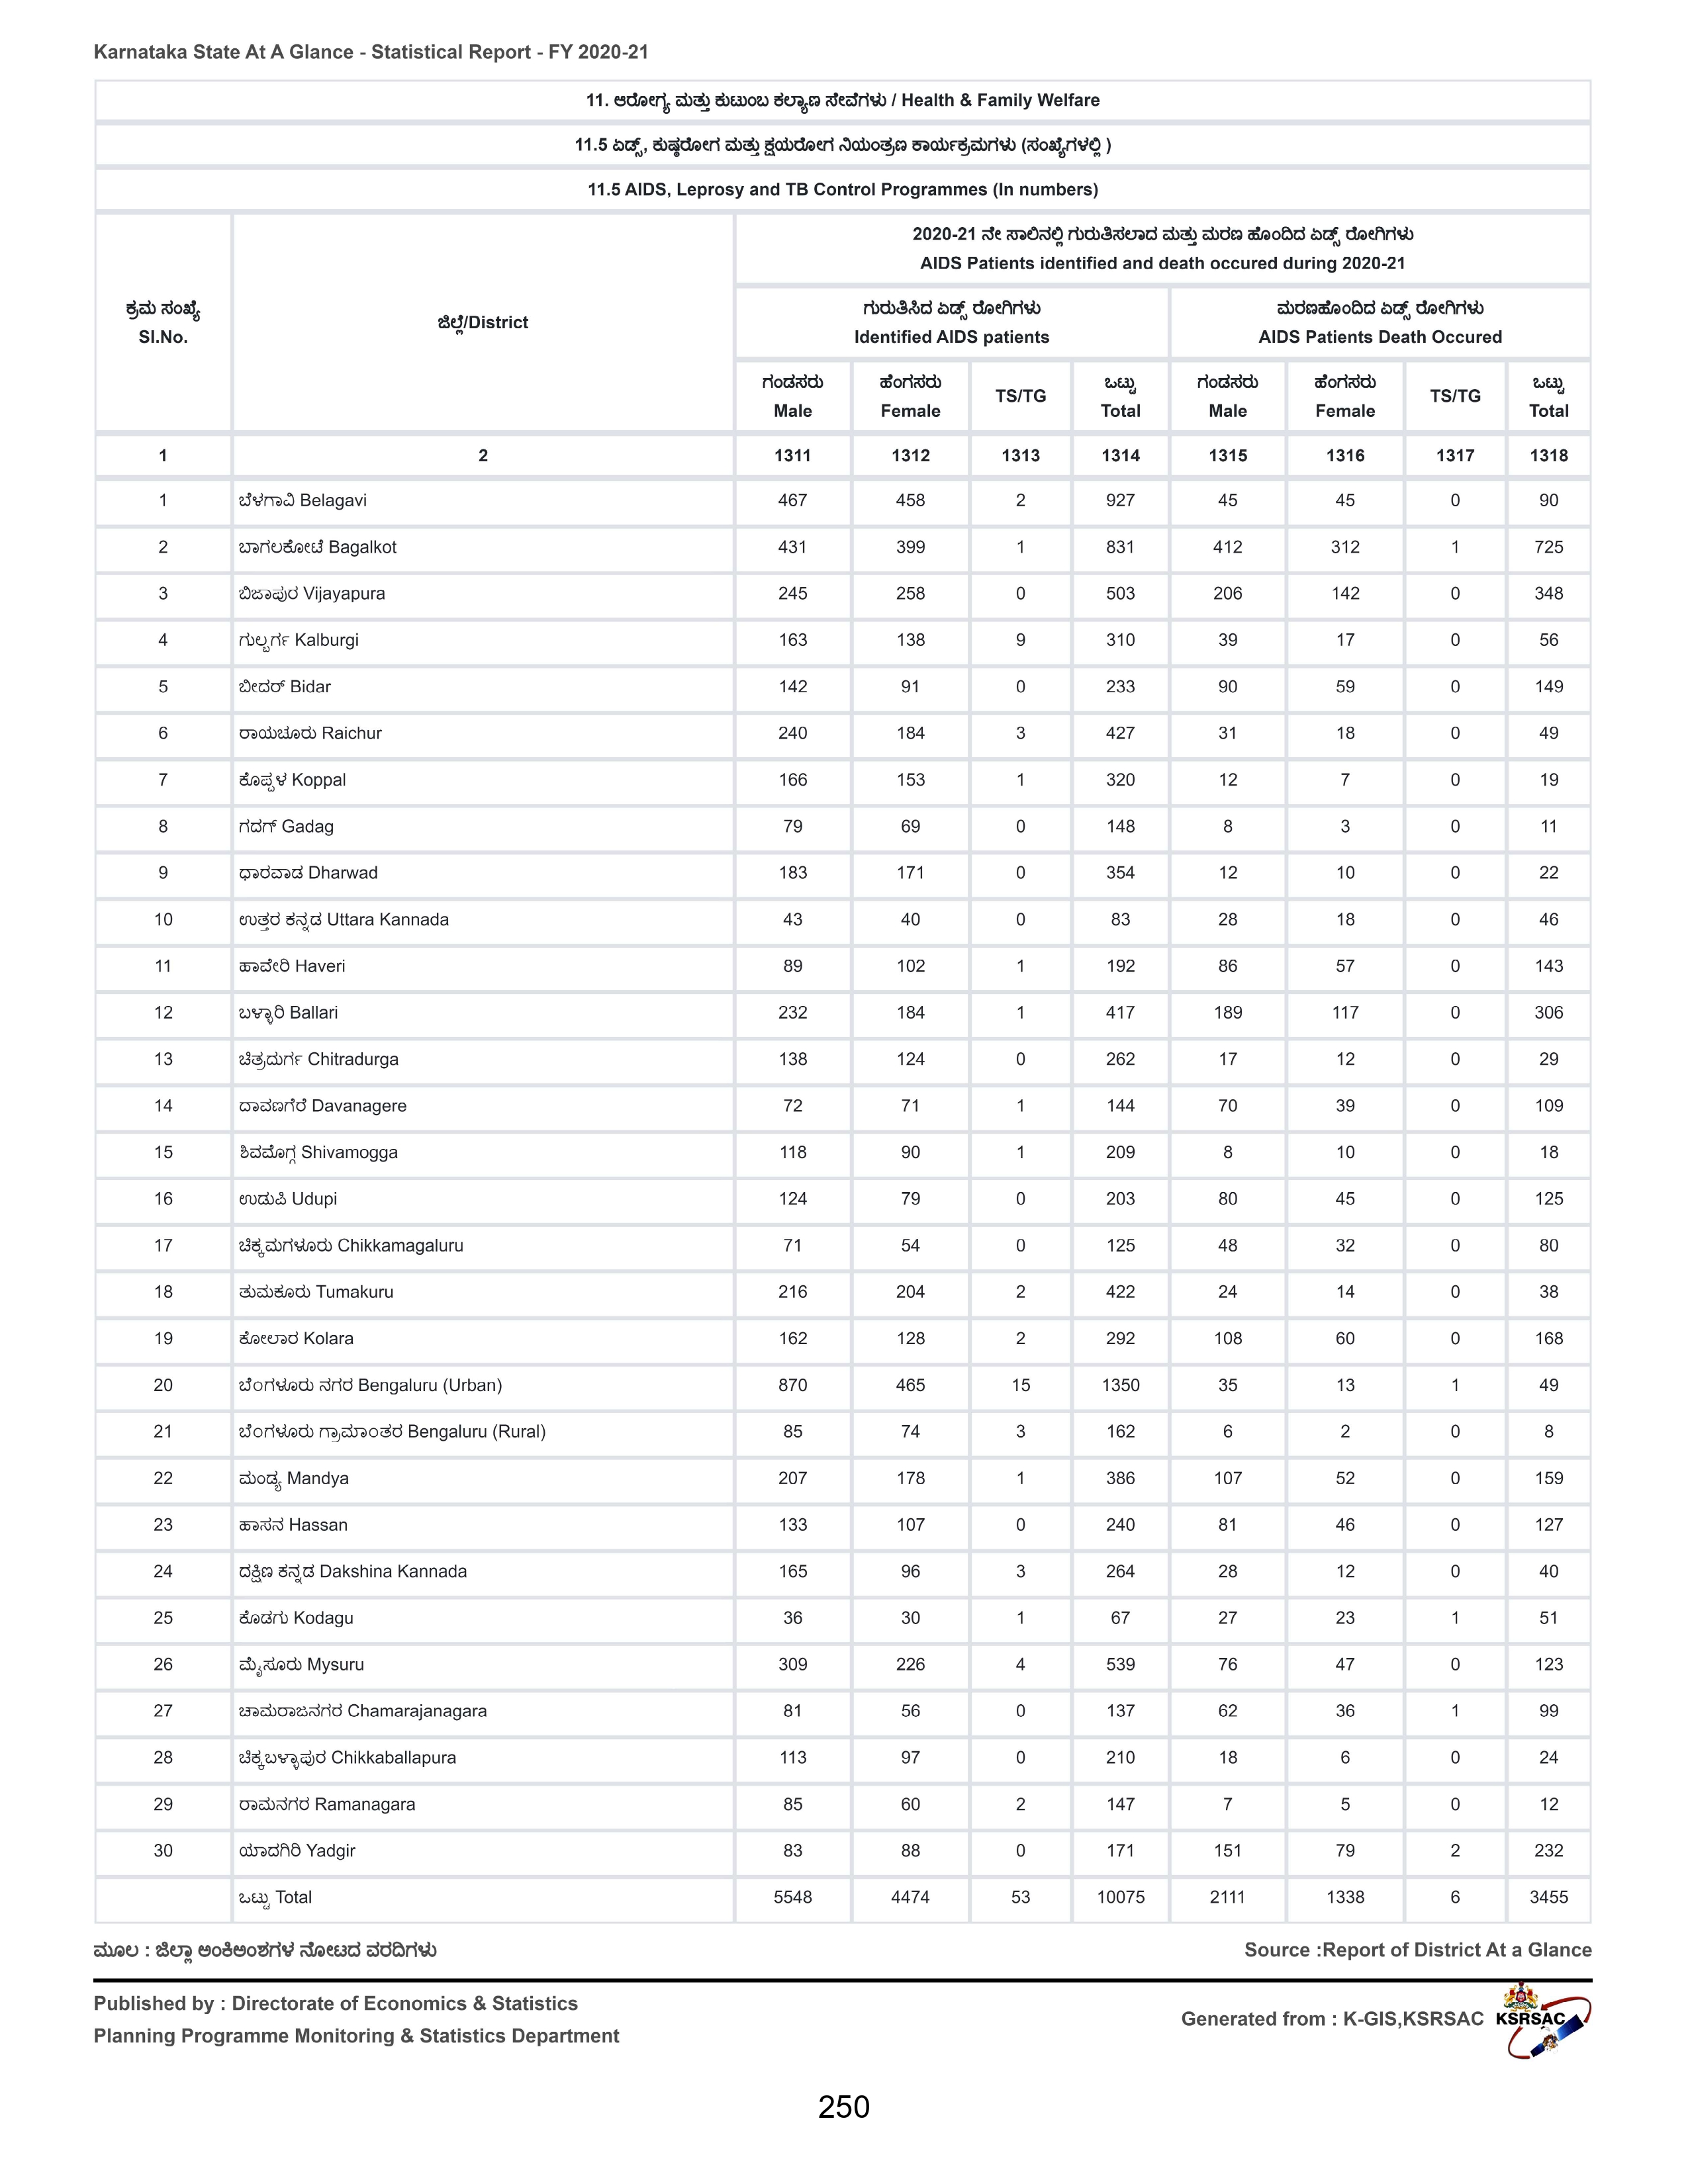 Karnataka State At A Glance - Statistical Report - FY 2020-21
11. ಆರೋಗ್ಯ ಮತ್ತು ಕುಟುಂಬ ಕಲ್ಯಾಣ ಸೇವೆಗಳು / Health & Family Welfare
11.5 ಏಡ್ಸ್, ಕುಷ್ಠರೋಗ ಮತ್ತು ಕ್ಷಯರೋಗ ನಿಯಂತ್ರಣ ಕಾರ್ಯಕ್ರಮಗಳು (ಸಂಖ್ಯೆಗಳಲ್ಲಿ )
11.5 AIDS, Leprosy and TB Control Programmes (In numbers)
ಕ್ರಮ ಸಂಖ್ಯೆ
Sl.No.
ಜಿಲ್ಲೆ/District
2020-21 ನೇ ಸಾಲಿನಲ್ಲಿ ಗುರುತಿಸಲಾದ ಮತ್ತು ಮರಣ ಹೊಂದಿದ ಏಡ್ಸ್ ರೋಗಿಗಳು
AIDS Patients identified and death occured during 2020-21
ಗುರುತಿಸಿದ ಏಡ್ಸ್ ರೋಗಿಗಳು
Identified AIDS patients
ಮರಣಹೊಂದಿದ ಏಡ್ಸ್ ರೋಗಿಗಳು
AIDS Patients Death Occured
ಗಂಡಸರು ಹೆಂಗಸರು TS/TG ಒಟ್ಟು ಗಂಡಸರು ಹೆಂಗಸರು TS/TG ಒಟ್ಟು
Male Female Total Male Female Total
1 2 1311 1312 1313 1314 1315 1316 1317 1318
1 ಬೆಳಗಾವಿ Belagavi 467 458 2 927 45 45 0 90
2 ಬಾಗಲಕೋಟೆ Bagalkot 431 399 1 831 412 312 1 725
3 ಬಿಜಾಪುರ Vijayapura 245 258 0 503 206 142 0 348
4 ಗುಲ್ಬರ್ಗ Kalburgi 163 138 9 310 39 17 0 56
5 ಬೀದರ್ Bidar 142 91 0 233 90 59 0 149
6 ರಾಯಚೂರು Raichur 240 184 3 427 31 18 0 49
7 ಕೊಪ್ಪಳ Koppal 166 153 1 320 12 7 0 19
8 ಗದಗ್ Gadag 79 69 0 148 8 3 0 11
9 ಧಾರವಾಡ Dharwad 183 171 0 354 12 10 0 22
10 ಉತ್ತರ ಕನ್ನಡ Uttara Kannada 43 40 0 83 28 18 0 46
11 ಹಾವೇರಿ Haveri 89 102 1 192 86 57 0 143
12 ಬಳ್ಳಾರಿ Ballari 232 184 1 417 189 117 0 306
13 ಚಿತ್ರದುರ್ಗ Chitradurga 138 124 0 262 17 12 0 29
14 ದಾವಣಗೆರೆ Davanagere 72 71 1 144 70 39 0 109
15 ಶಿವಮೊಗ್ಗ Shivamogga 118 90 1 209 8 10 0 18
16 ಉಡುಪಿ Udupi 124 79 0 203 80 45 0 125
17 ಚಿಕ್ಕಮಗಳೂರು Chikkamagaluru 71 54 0 125 48 32 0 80
18 ತುಮಕೂರು Tumakuru 216 204 2 422 24 14 0 38
19 ಕೋಲಾರ Kolara 162 128 2 292 108 60 0 168
20 ಬೆಂಗಳೂರು ನಗರ Bengaluru (Urban) 870 465 15 1350 35 13 1 49
21 ಬೆಂಗಳೂರು ಗ್ರಾಮಾಂತರ Bengaluru (Rural) 85 74 3 162 6 2 0 8
22 ಮಂಡ್ಯ Mandya 207 178 1 386 107 52 0 159
23 ಹಾಸನ Hassan 133 107 0 240 81 46 0 127
24 ದಕ್ಷಿಣ ಕನ್ನಡ Dakshina Kannada 165 96 3 264 28 12 0 40
25 ಕೊಡಗು Kodagu 36 30 1 67 27 23 1 51
26 ಮೈಸೂರು Mysuru 309 226 4 539 76 47 0 123
27 ಚಾಮರಾಜನಗರ Chamarajanagara 81 56 0 137 62 36 1 99
28 ಚಿಕ್ಕಬಳ್ಳಾಪುರ Chikkaballapura 113 97 0 210 18 6 0 24
29 ರಾಮನಗರ Ramanagara 85 60 2 147 7 5 0 12
30 ಯಾದಗಿರಿ Yadgir 83 88 0 171 151 79 2 232
ಒಟ್ಟು Total 5548 4474 53 10075 2111 1338 6 3455
ಮೂಲ : ಜಿಲ್ಲಾ ಅಂಕಿಅಂಶಗಳ ನೋಟದ ವರದಿಗಳು Source :Report of District At a Glance
Published by : Directorate of Economics & Statistics
Planning Programme Monitoring & Statistics Department
Generated from : K-GIS,KSRSAC KSRSAC
250